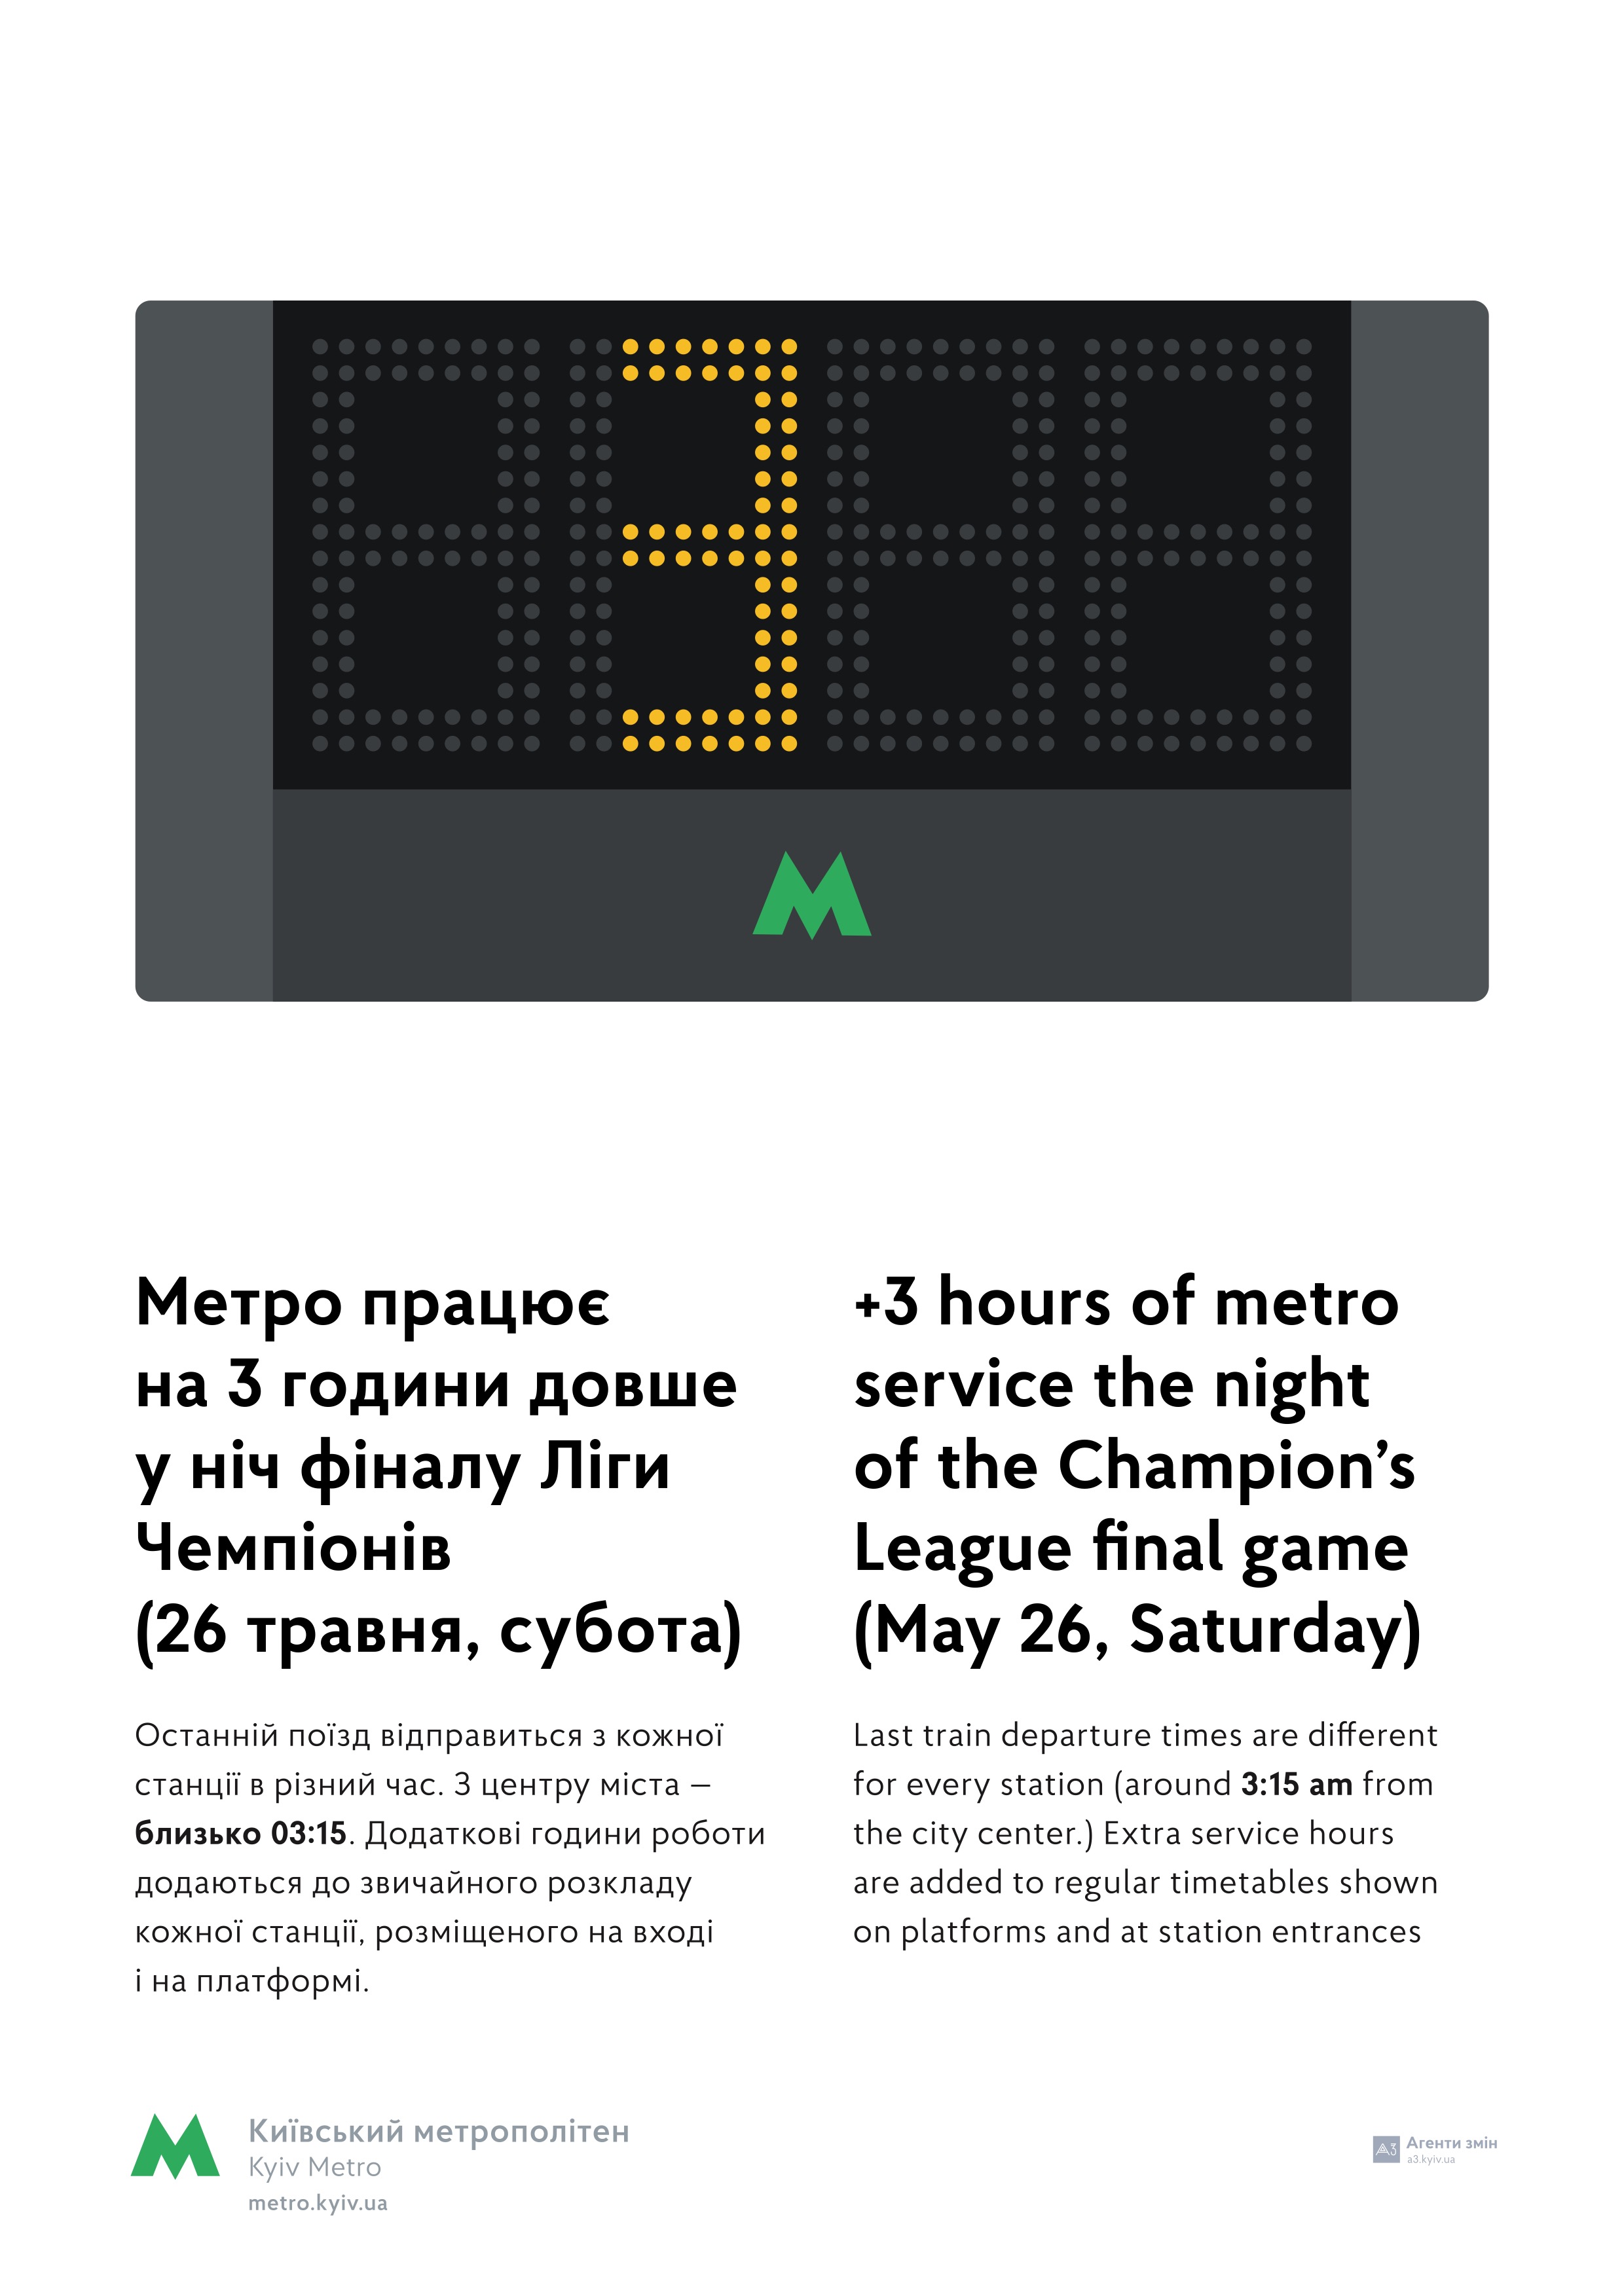 3
Метро працює
на 3 години довше
у ніч фіналу Ліги
Чемпіонів
(26 травня, субота)
Останній поїзд відправиться з кожної
станції в різний час. З центру міста –
близько 03:15. Додаткові години роботи
додаються до звичайного розкладу
кожної станції, розміщеного на вході
і на платформі.
+3 hours of metro
service the night
of the Champion’s
League final game
(May 26, Saturday)
Last train departure times are different
for every station (around 3:15 am from
the city center.) Extra service hours
are added to regular timetables shown
on platforms and at station entrances
Київський метрополітен
Kyiv Metro
metro.kyiv.ua
A3
Агенти змін
a3.kyiv.ua